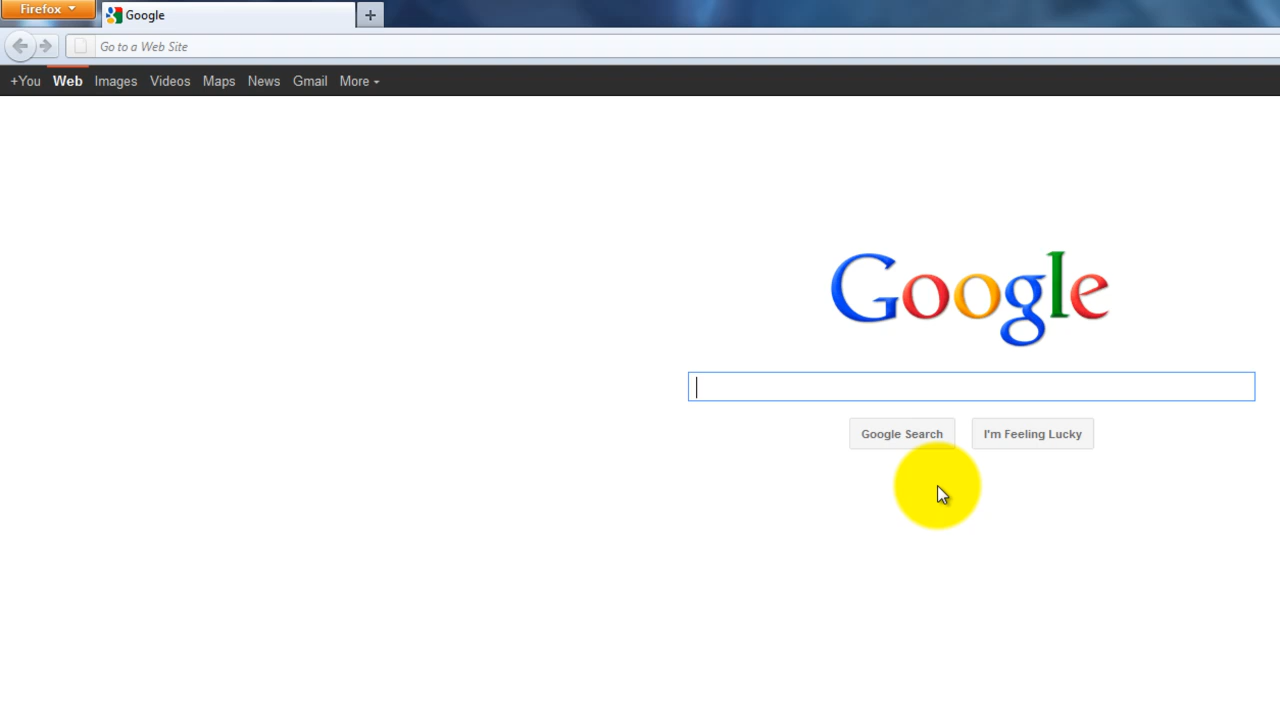 Firefox
Google
Go to a Web Site
+You Web Images Videos Maps News Gmail More
Google
Google Search I'm Feeling Lucky